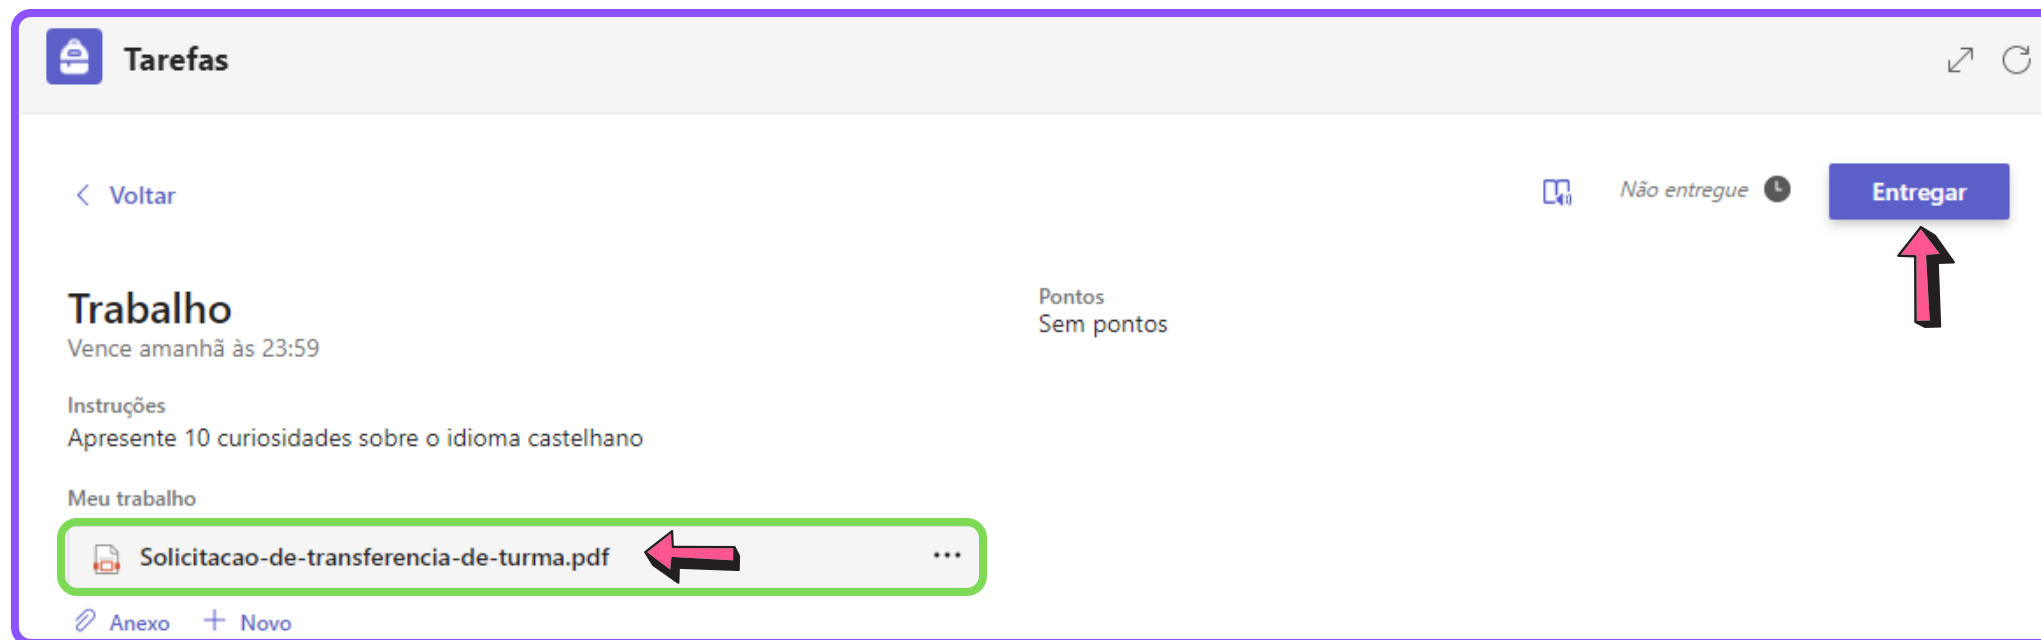 Tarefas
Voltar
Não entregue
Entregar
Trabalho
Vence amanhã às 23:59
Pontos
Sem pontos
Instruções
Apresente 10 curiosidades sobre o idioma castelhano
Meu trabalho
Solicitacao-de-transferencia-de-turma.pdf
Anexo + Novo